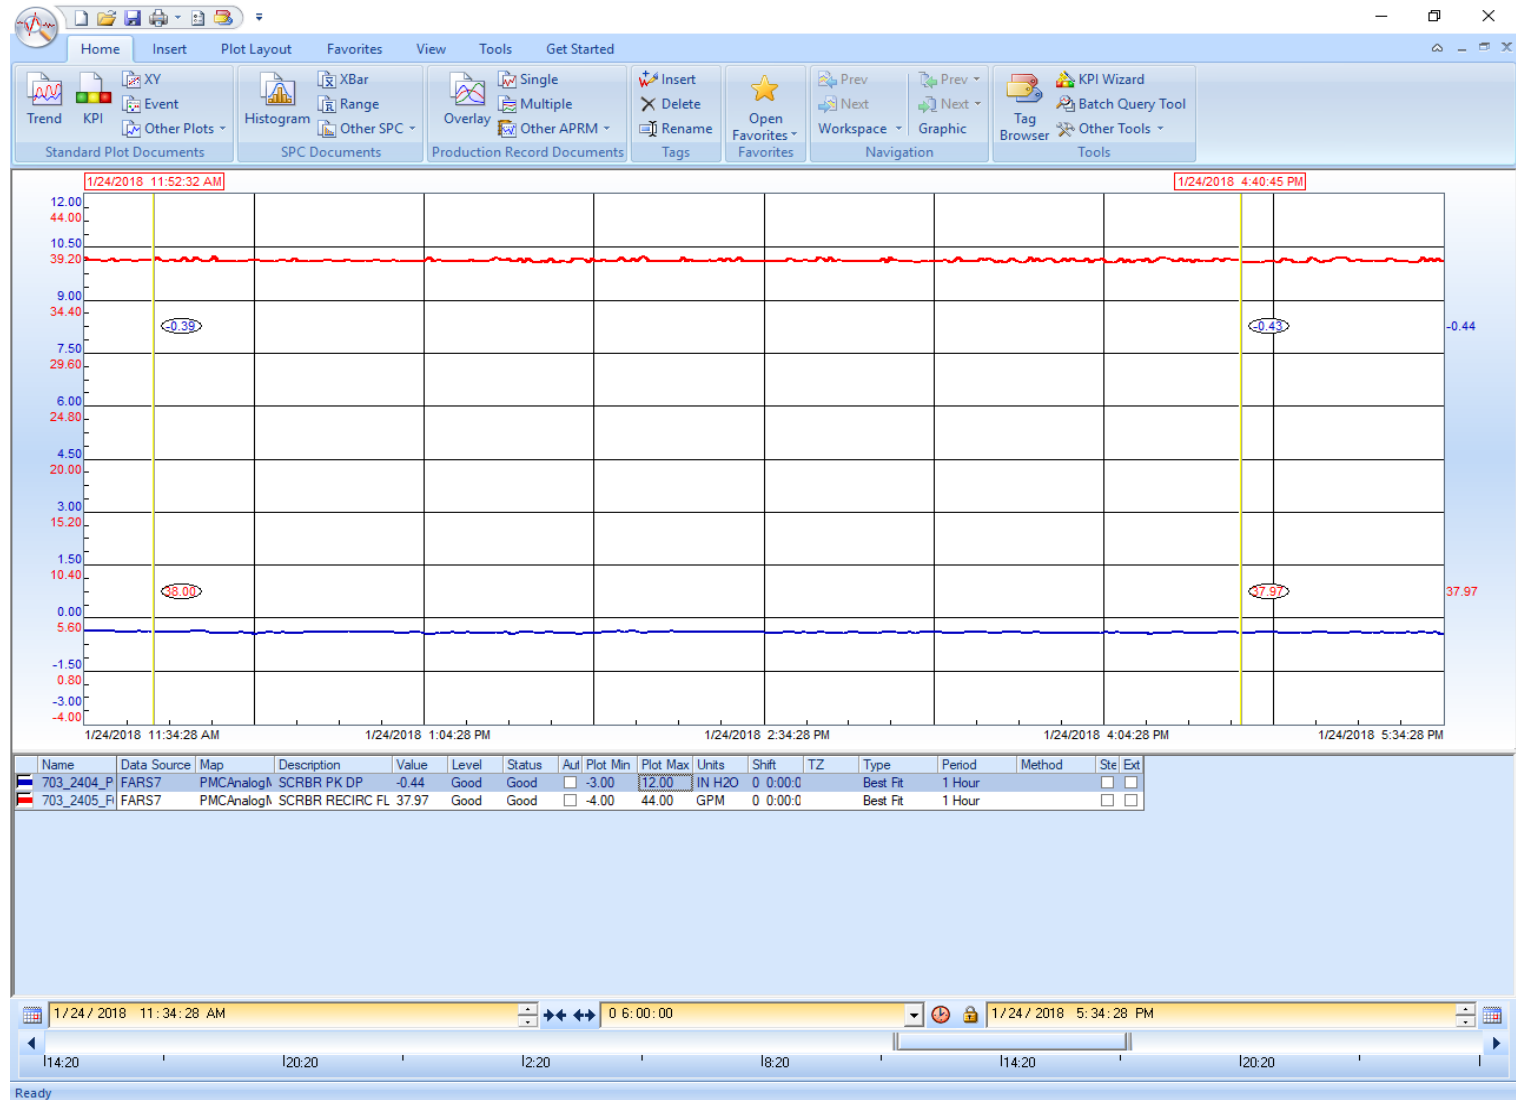 Home Insert Plot Layout Favorites View Tools Get Started
Trend KPI XY Event Other Plots
Standard Plot Documents
Histogram XBar Range Other SPC
SPC Documents
Overlay Single Multiple Other APRM
Production Record Documents
Insert Delete Rename
Tags
Open Favorites
Favorites
Prev Next Workspace Prev Next Graphic
Navigation
Tag Browser KPI Wizard Batch Query Tool Other Tools
Tools
1/24/2018 11:52:32 AM 1/24/2018 4:40:45 PM
12.00
44.00
10.50
39.20
9.00
34.40
-0.39 -0.43 -0.44
7.50
29.60
6.00
24.80
4.50
20.00
3.00
15.20
1.50
10.40
38.00 37.97 37.97
0.00
5.60
-1.50
0.80
-3.00
-4.00
1/24/2018 11:34:28 AM 1/24/2018 1:04:28 PM 1/24/2018 2:34:28 PM 1/24/2018 4:04:28 PM 1/24/2018 5:34:28 PM
Name Data Source Map Description Value Level Status Aut Plot Min Plot Max Units Shift TZ Type Period Method Ste Ext
703_2404_P FARS7 PMCAnalogM SCRBR PK DP -0.44 Good Good -3.00 12.00 IN H2O 0 0:00:0 Best Fit 1 Hour
703_2405_F FARS7 PMCAnalogM SCRBR RECIRC FL 37.97 Good Good -4.00 44.00 GPM 0 0:00:0 Best Fit 1 Hour
1/24/2018 11:34:28 AM 0 6:00:00 1/24/2018 5:34:28 PM
14:20 20:20 2:20 8:20 14:20 20:20
Ready